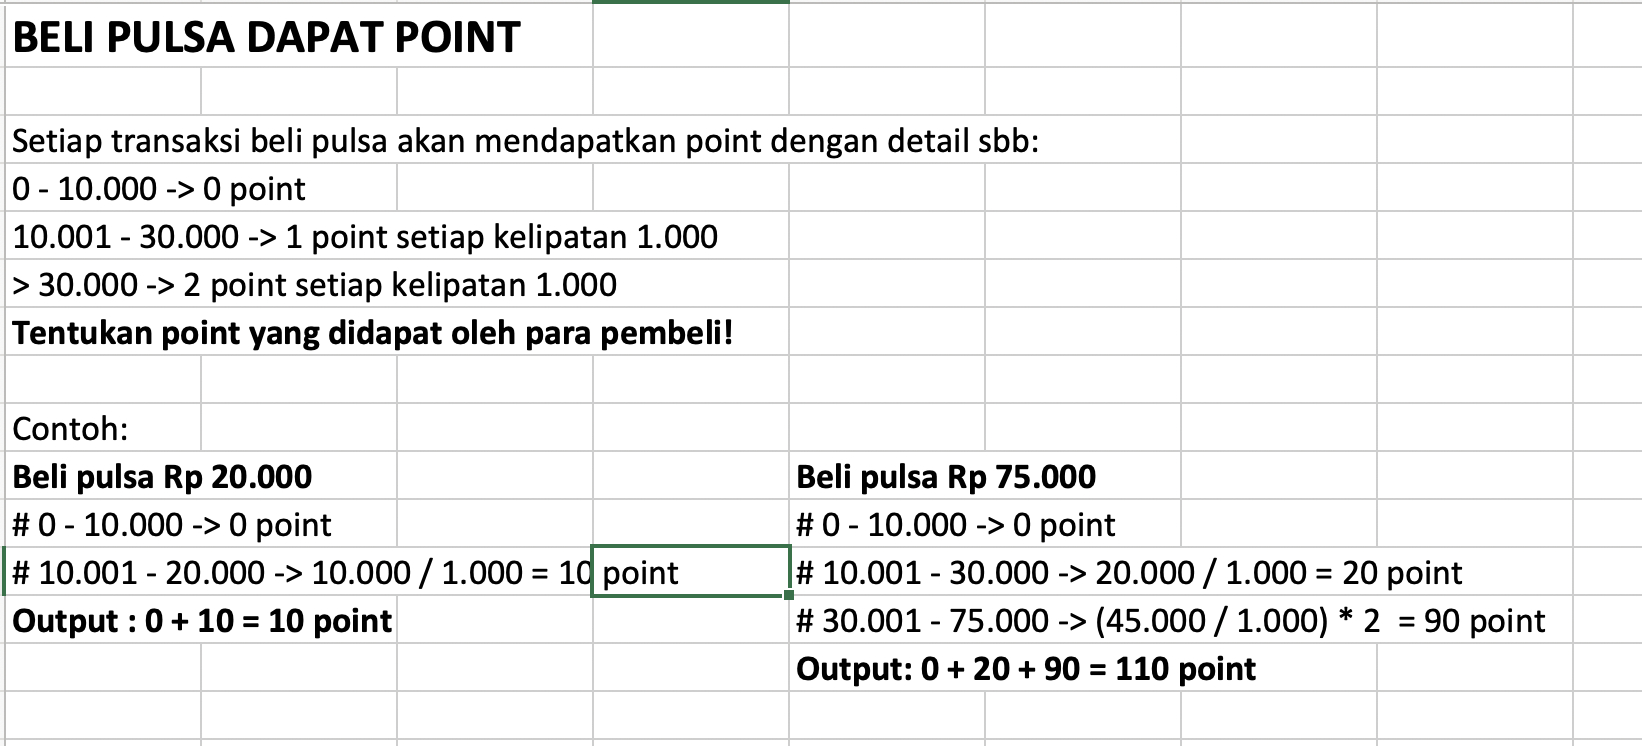 BELI PULSA DAPAT POINT
Setiap transaksi beli pulsa akan mendapatkan point dengan detail sbb:
0 - 10.000 -> 0 point
10.001 - 30.000 -> 1 point setiap kelipatan 1.000
> 30.000 -> 2 point setiap kelipatan 1.000
Tentukan point yang didapat oleh para pembeli!
Contoh:
Beli pulsa Rp 20.000
# 0 - 10.000 -> 0 point
# 10.001 - 20.000 -> 10.000 / 1.000 = 10 point
Output : 0 + 10 = 10 point
Beli pulsa Rp 75.000
# 0 - 10.000 -> 0 point
# 10.001 - 30.000 -> 20.000 / 1.000 = 20 point
# 30.001 - 75.000 -> (45.000 / 1.000) * 2  = 90 point
Output: 0 + 20 + 90 = 110 point